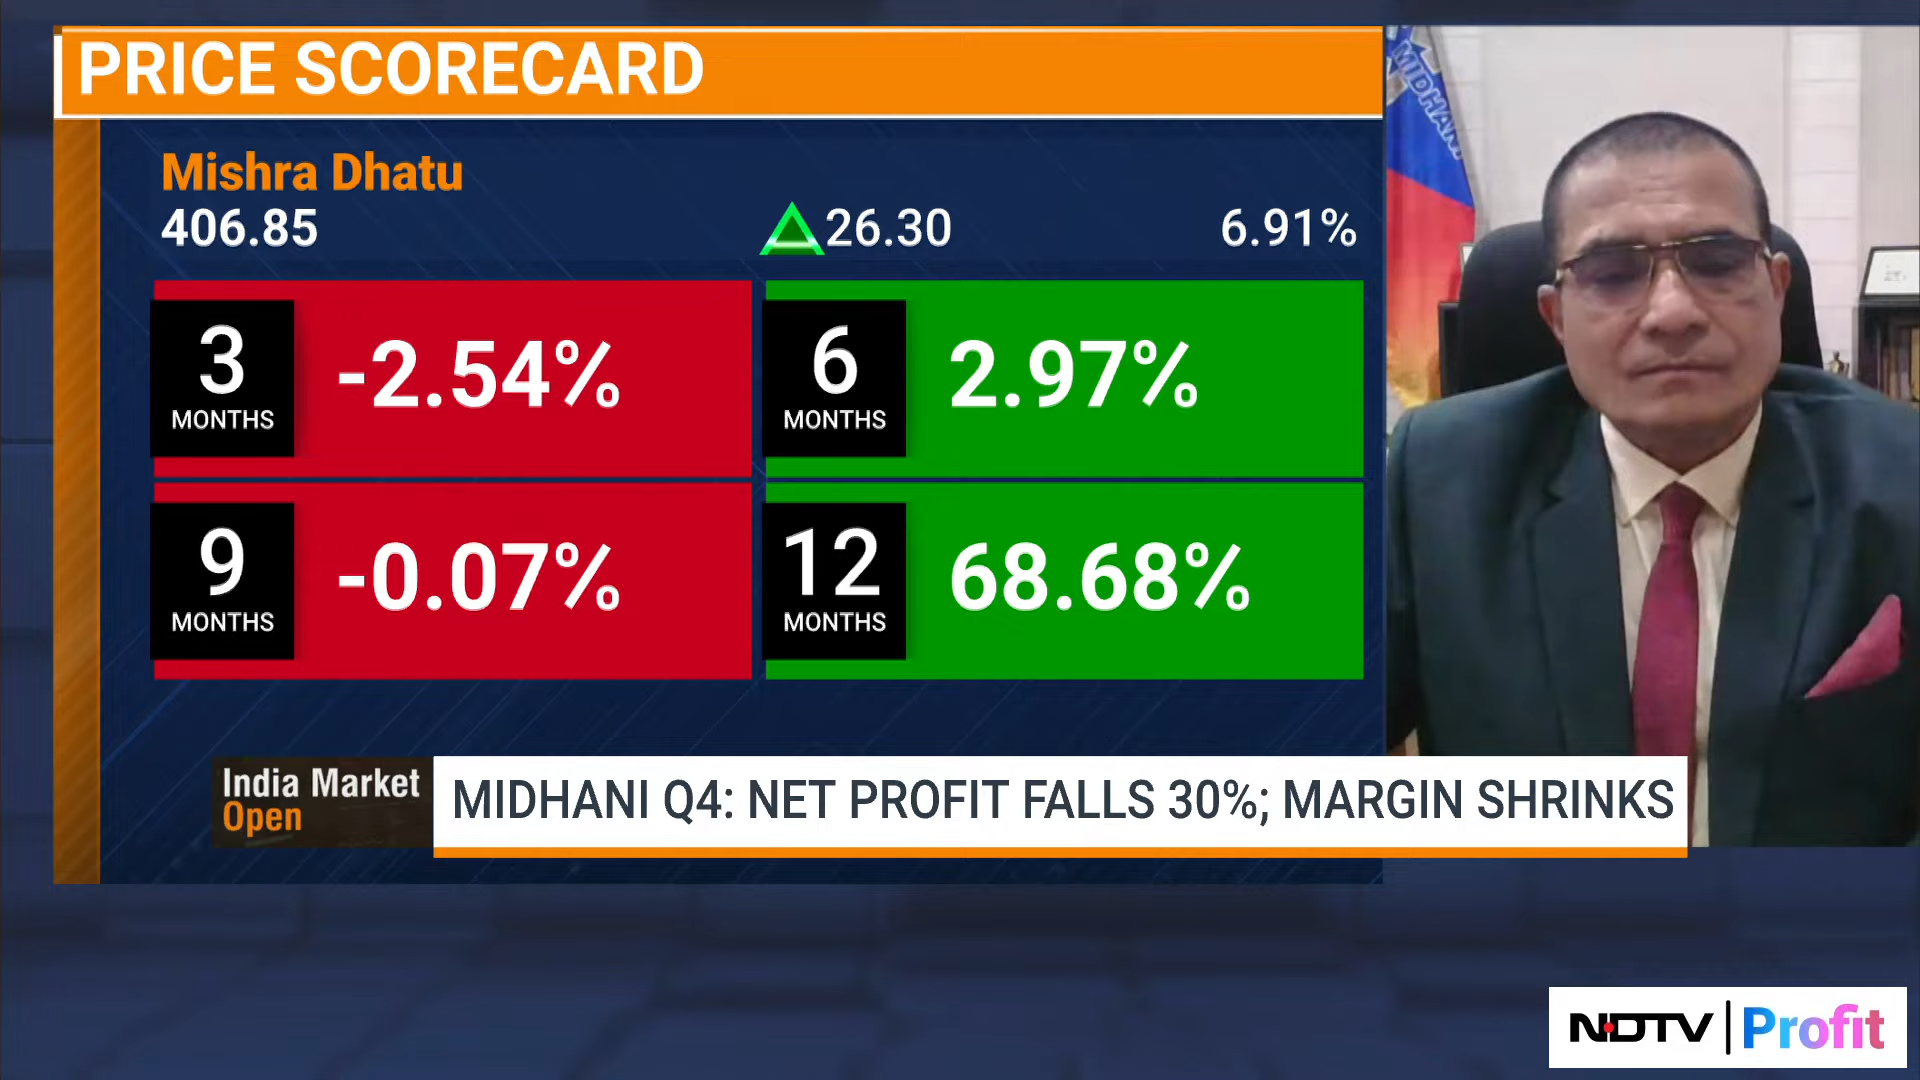 PRICE SCORECARD
MIDHANI
Mishra Dhatu
406.85 26.30 6.91%
3 MONTHS -2.54%
6 MONTHS 2.97%
9 MONTHS -0.07%
12 MONTHS 68.68%
India Market Open
MIDHANI Q4: NET PROFIT FALLS 30%; MARGIN SHRINKS
NDTV | Profit